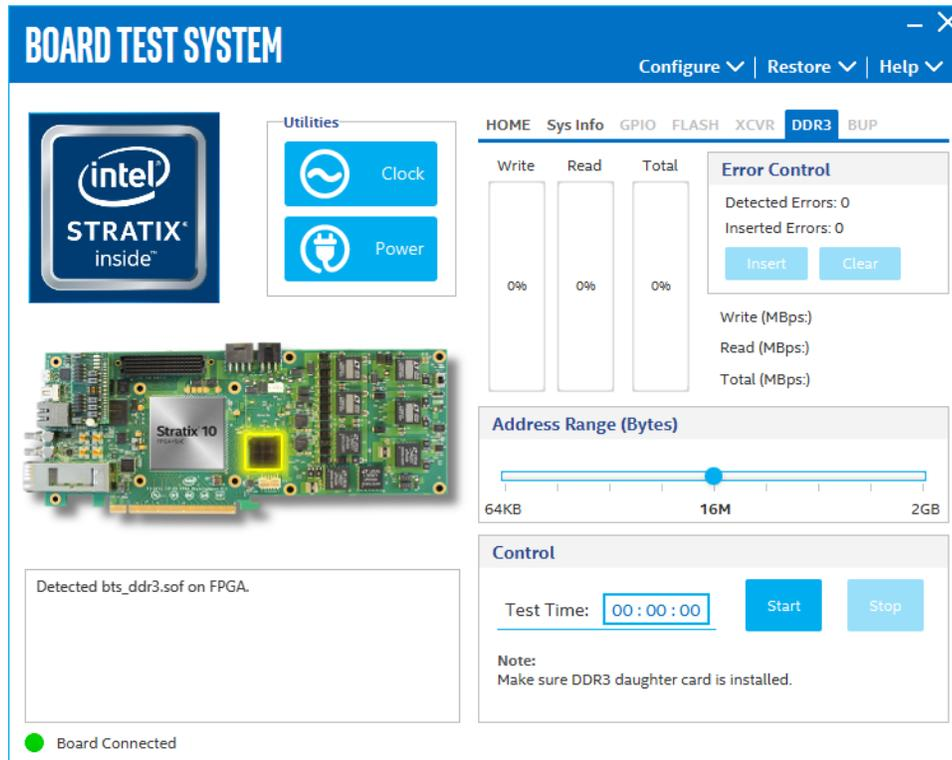 BOARD TEST SYSTEM
Configure
Restore
Help
intel
STRATIX
inside™
Utilities
Clock
Power
HOME Sys Info GPIO FLASH XCVR DDR3 BUP
Write Read Total
0% 0% 0%
Error Control
Detected Errors: 0
Inserted Errors: 0
Insert Clear
Write (MBps:)
Read (MBps:)
Total (MBps:)
Stratix 10
Address Range (Bytes)
64KB 16M 2GB
Control
Test Time: 00 : 00 : 00
Start Stop
Note:
Make sure DDR3 daughter card is installed.
Detected bts_ddr3.sof on FPGA.
Board Connected